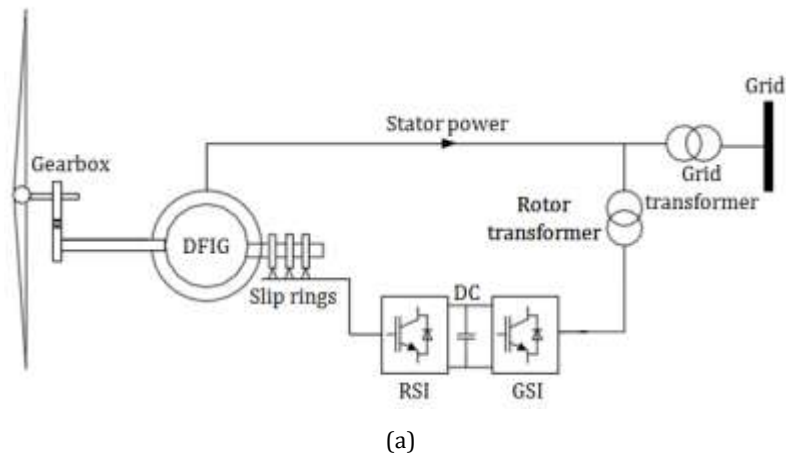 Grid
Stator power
Gearbox
Grid
transformer
Rotor
transformer
DFIG
Slip rings
DC
RSI
GSI
(a)